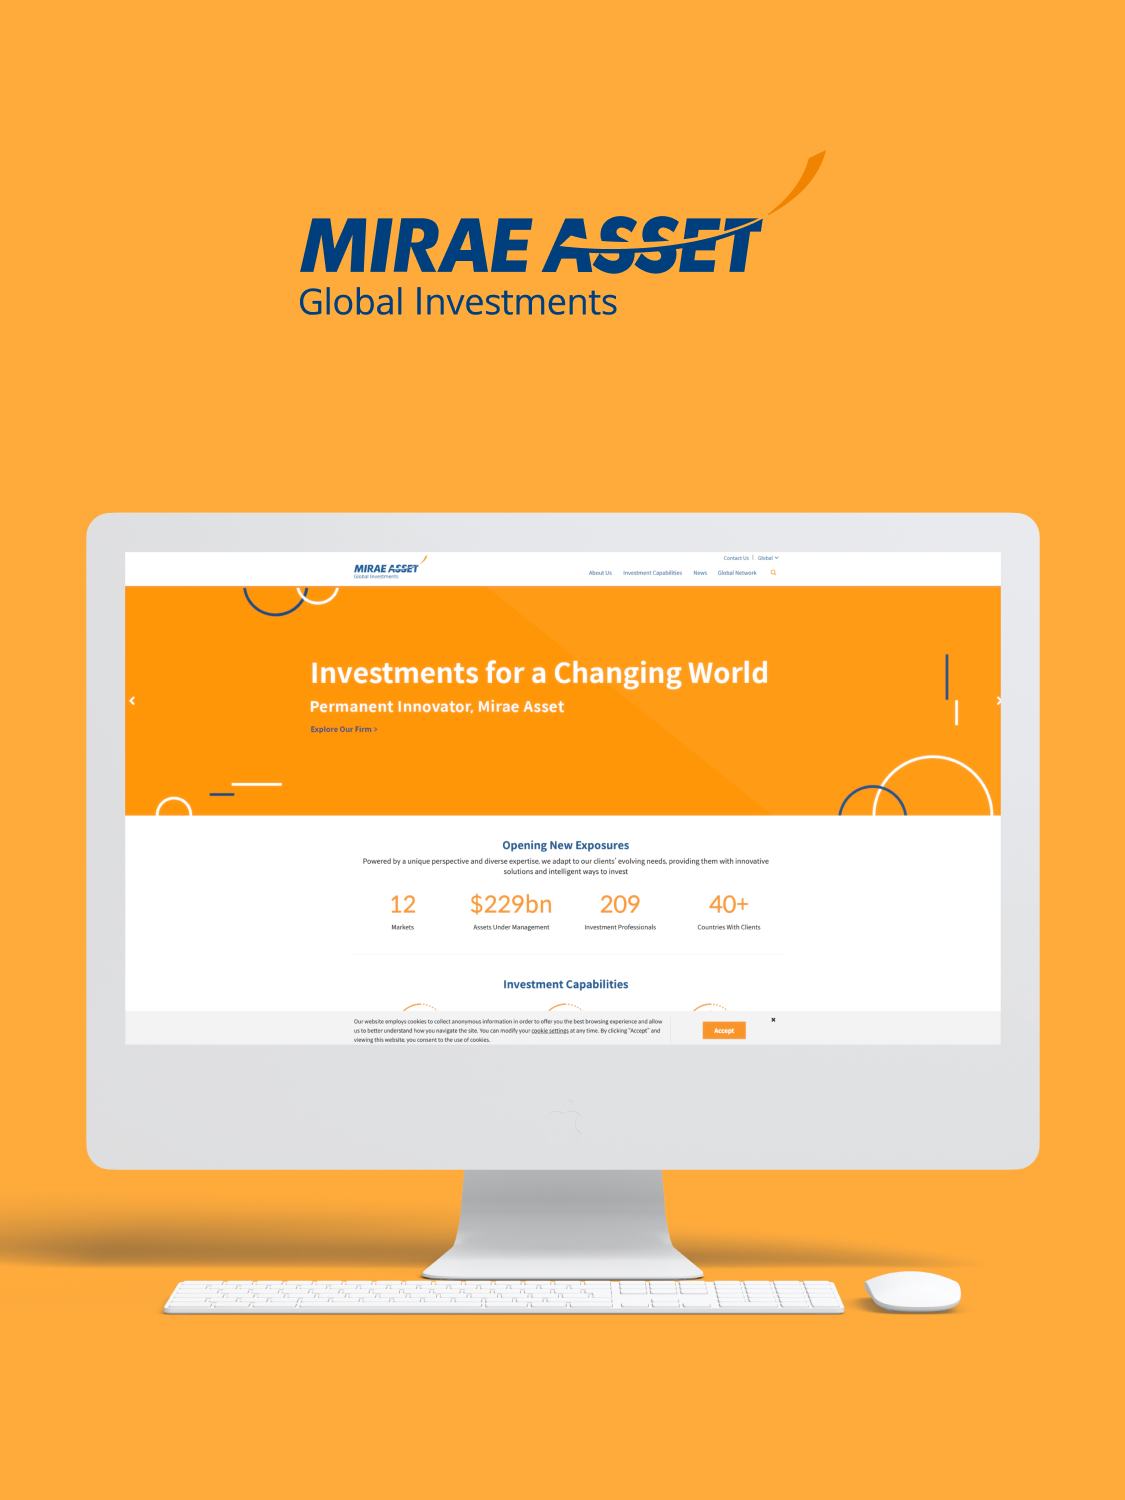 MIRAE ASSET
Global Investments
Contact Us | Global
MIRAE ASSET
Global Investments
About Us Investment Capabilities News Global Network
Investments for a Changing World
Permanent Innovator, Mirae Asset
Explore Our Firm >
Opening New Exposures
Powered by a unique perspective and diverse expertise, we adapt to our clients' evolving needs, providing them with innovative
solutions and intelligent ways to invest
12 $229bn 209 40+
Markets Assets Under Management Investment Professionals Countries With Clients
Investment Capabilities
Our website employs cookies to collect anonymous information in order to offer you the best browsing experience and allow
us to better understand how you navigate the site. You can modify your cookie settings at any time. By clicking "Accept" and
viewing this website, you consent to the use of cookies.
Accept